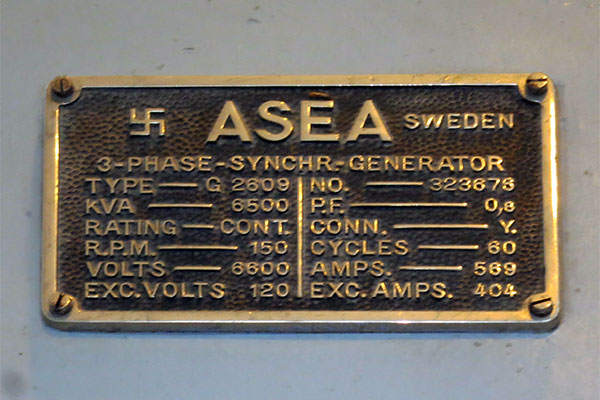 ASEA SWEDEN
3-PHASE-SYNCHR.-GENERATOR
TYPE — G 2609
KVA — 6500
RATING — CONT.
R.P.M. — 150
VOLTS — 6600
EXC. VOLTS 120
NO. — 323676
P.F. — 0,8
CONN. — Y.
CYCLES — 60
AMPS. — 569
EXC. AMPS. 404